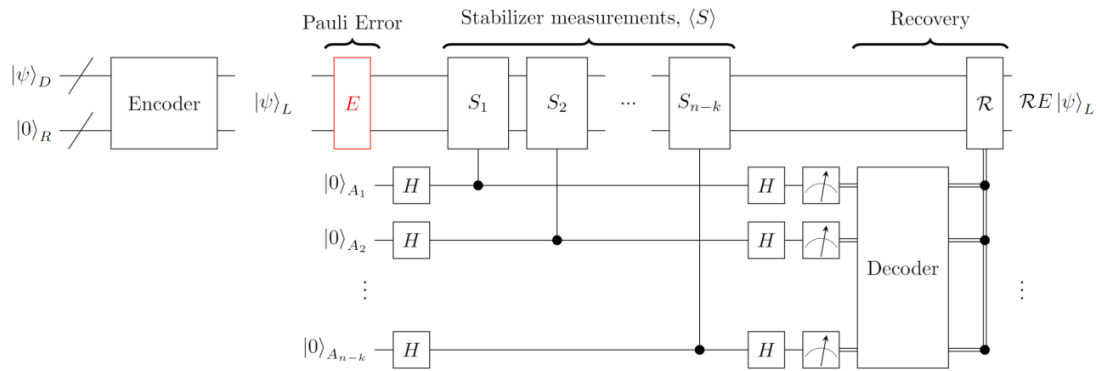 Pauli Error Stabilizer measurements, ⟨S⟩ Recovery
|ψ⟩_D Encoder |ψ⟩_L E S_1 S_2 ... S_{n−k} ℛ ℛE |ψ⟩_L
|0⟩_R
|0⟩_{A_1} H H
|0⟩_{A_2} H H
Decoder
⋮ ⋮
|0⟩_{A_{n−k}} H H